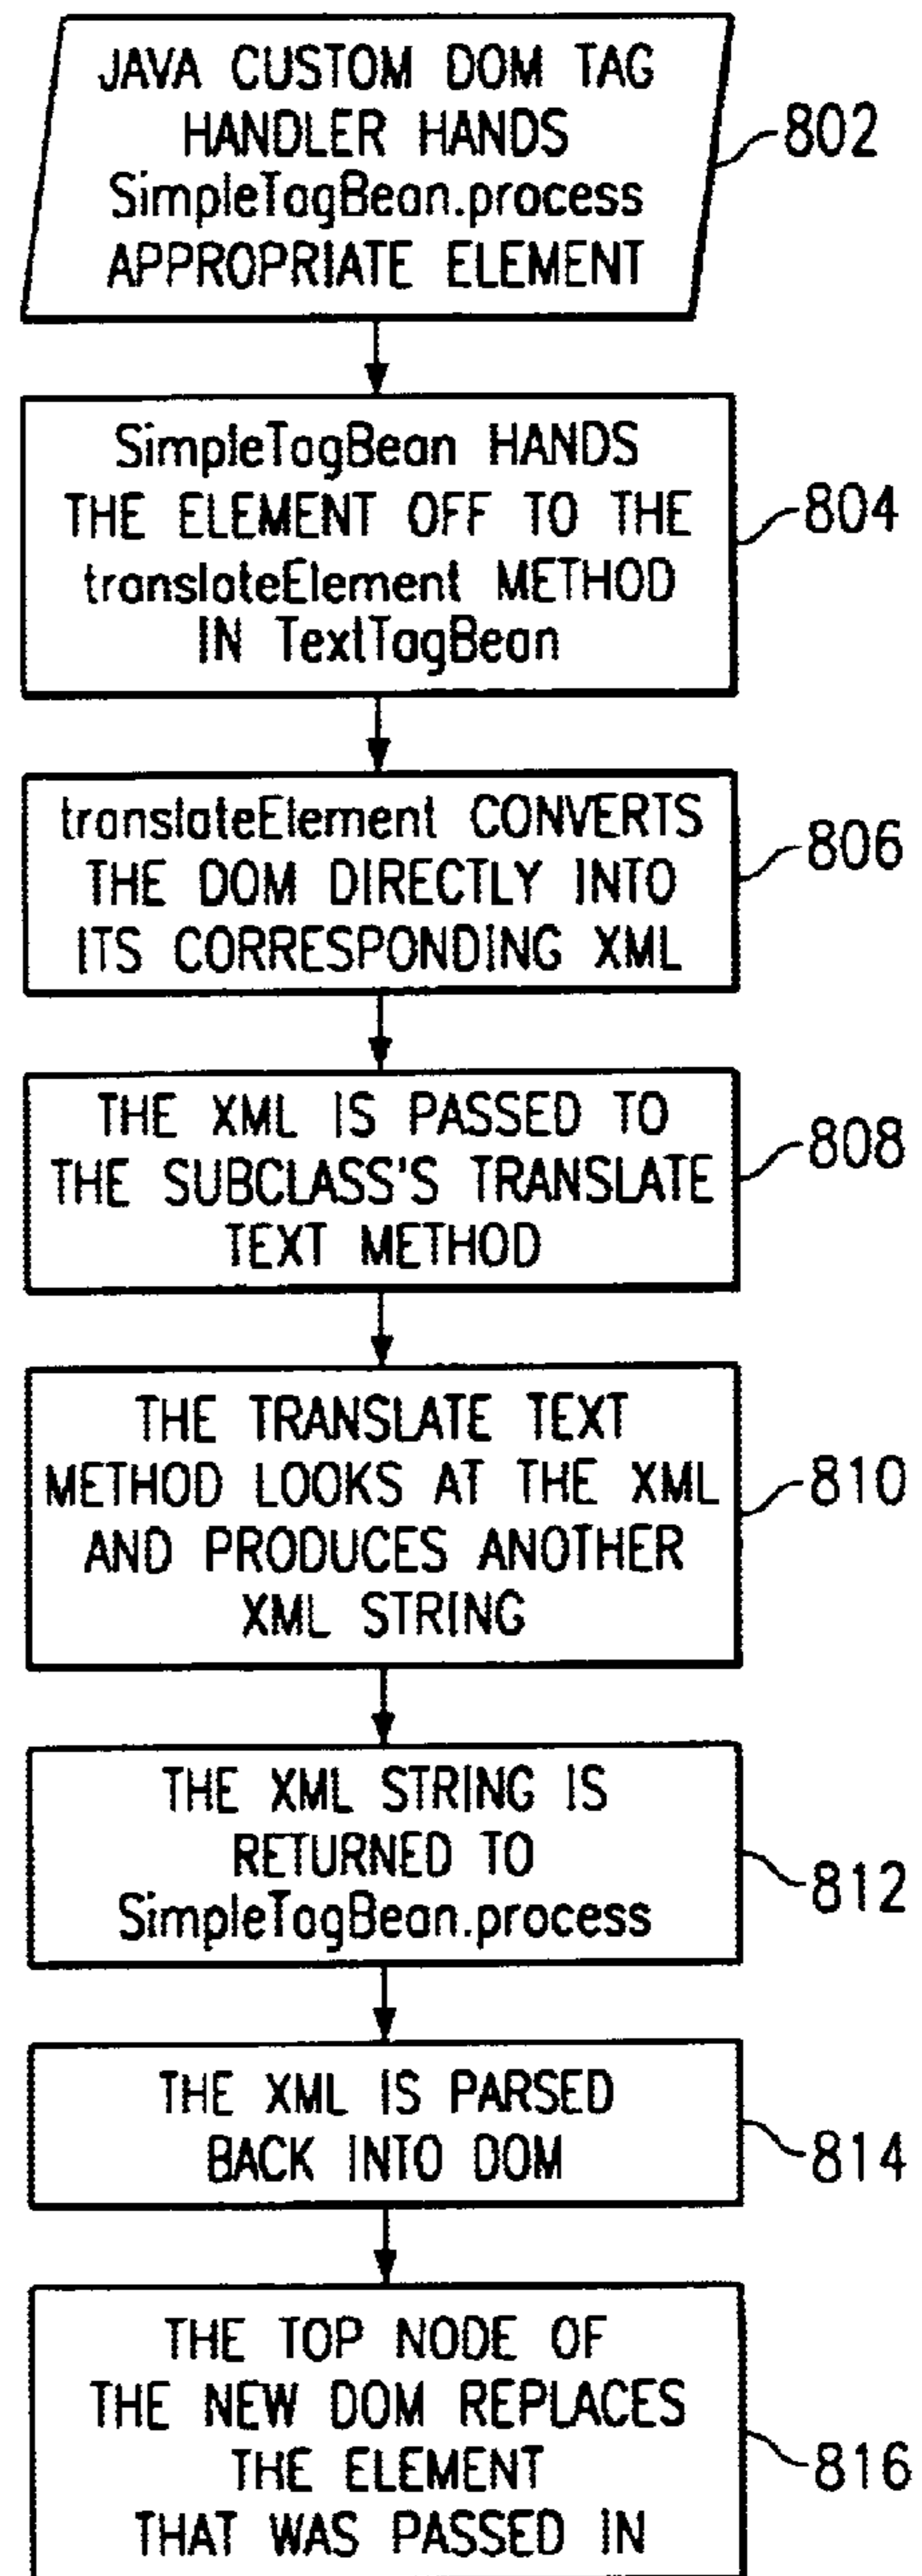 JAVA CUSTOM DOM TAG
HANDLER HANDS
SimpleTagBean.process
APPROPRIATE ELEMENT
802
SimpleTagBean HANDS
THE ELEMENT OFF TO THE
translateElement METHOD
IN TextTagBean
804
translateElement CONVERTS
THE DOM DIRECTLY INTO
ITS CORRESPONDING XML
806
THE XML IS PASSED TO
THE SUBCLASS'S TRANSLATE
TEXT METHOD
808
THE TRANSLATE TEXT
METHOD LOOKS AT THE XML
AND PRODUCES ANOTHER
XML STRING
810
THE XML STRING IS
RETURNED TO
SimpleTagBean.process
812
THE XML IS PARSED
BACK INTO DOM
814
THE TOP NODE OF
THE NEW DOM REPLACES
THE ELEMENT
THAT WAS PASSED IN
816